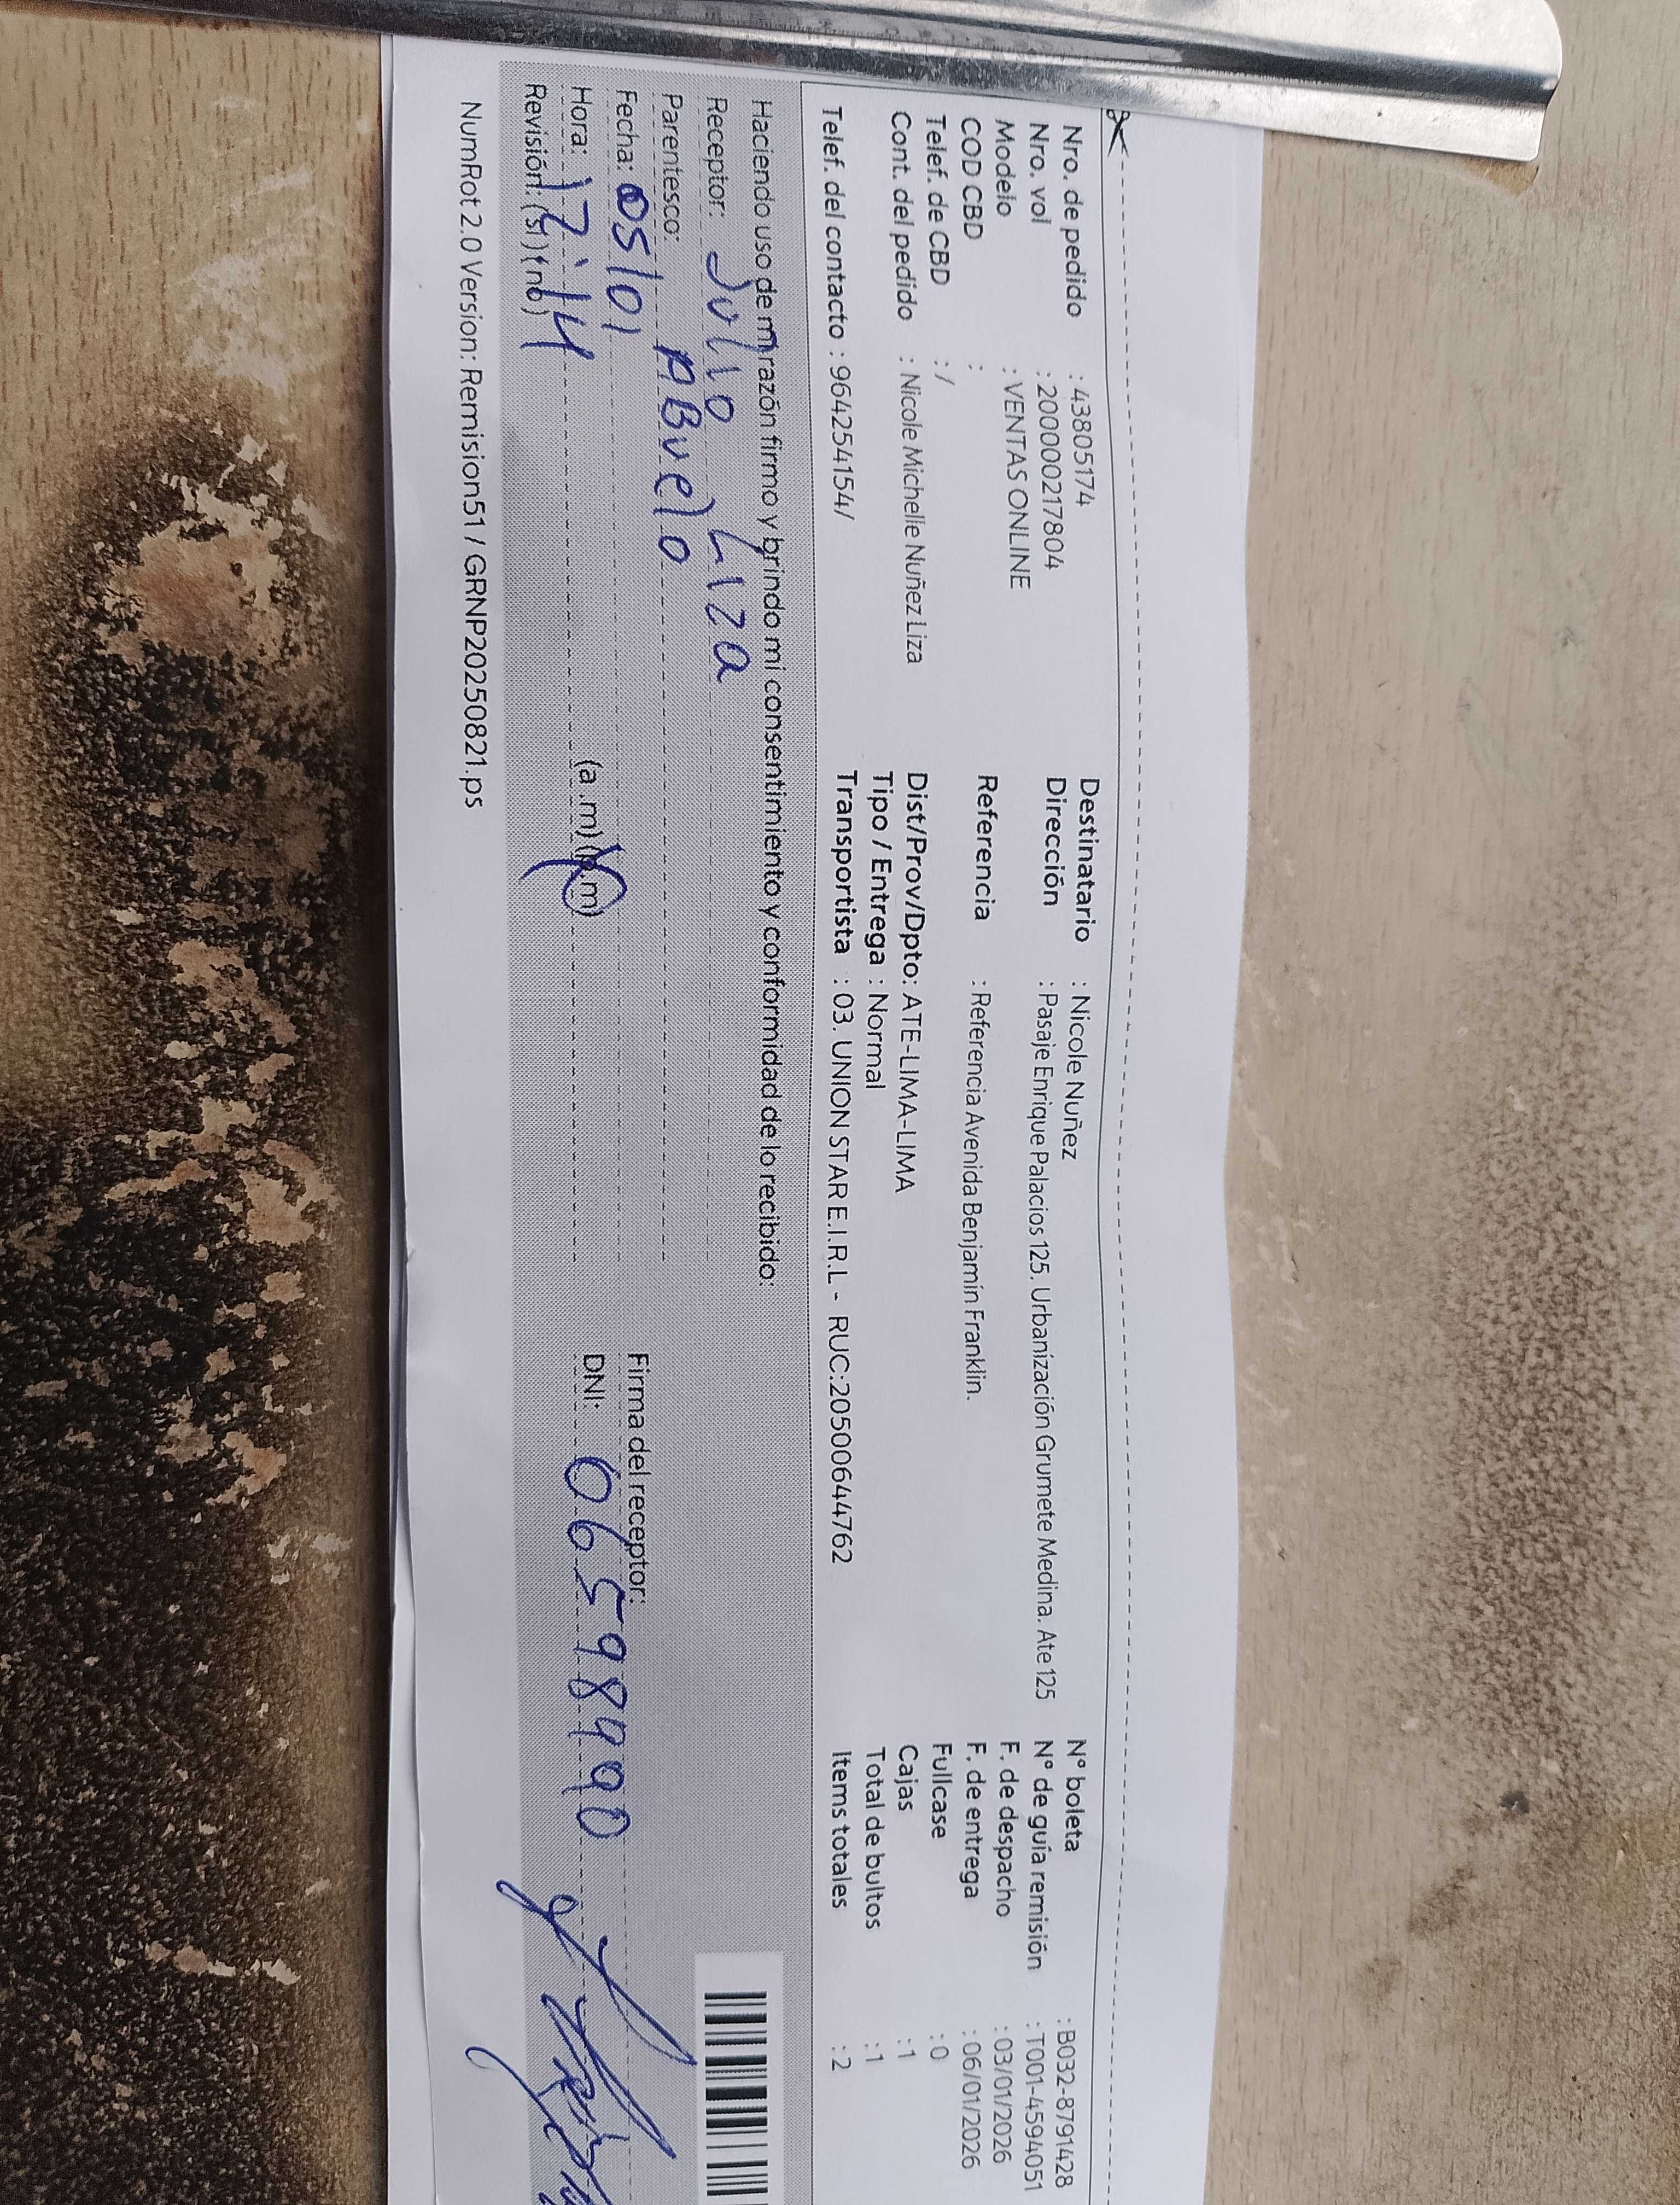 Nro. de pedido : 43805174
Nro. vol : 2000000217804
Modelo : VENTAS ONLINE
COD CBD :
Telef. de CBD : /
Cont. del pedido : Nicole Michelle Nuñez Liza
Telef. del contacto : 964254154/
Destinatario : Nicole Nuñez
Dirección : Pasaje Enrique Palacios 125. Urbanización Grumete Medina. Ate 125
Referencia : Referencia Avenida Benjamín Franklin.
Dist/Prov/Dpto: ATE-LIMA-LIMA
Tipo / Entrega : Normal
Transportista : 03. UNION STAR E.I.R.L - RUC:20500644762
N° boleta : B032-8791428
N° de guía remisión : T001-4594051
F. de despacho : 03/01/2026
F. de entrega : 06/01/2026
Fullcase : 0
Cajas : 1
Total de bultos : 1
Items totales : 2
Haciendo uso de mi razón firmo y brindo mi consentimiento y conformidad de lo recibido:
Receptor: Julio Liza
Parentesco: ABuelo
Fecha: 05/01
Hora: 12:14 (a.m) (p.m)
Revisión: (si) (no)
Firma del receptor:
DNI: 06598990
NumRot 2.0 Version: Remision51 / GRNP20250821.ps